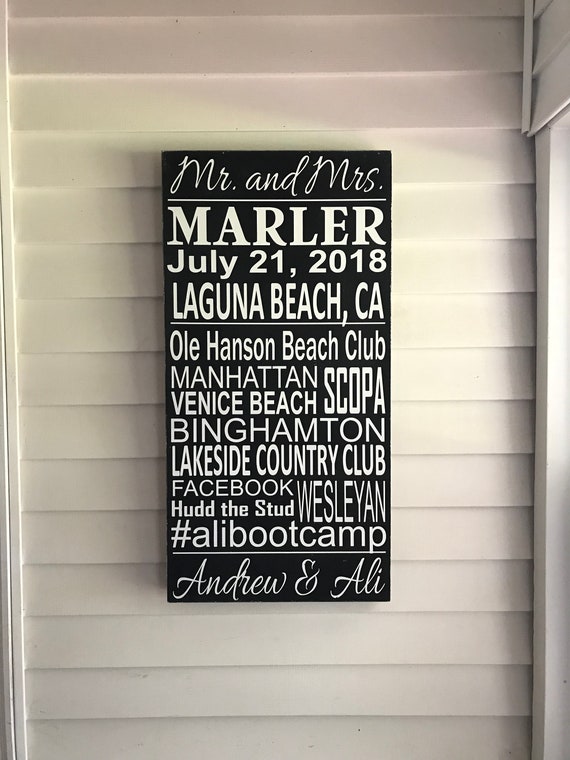 Mr. and Mrs.
MARLER
July 21, 2018
LAGUNA BEACH, CA
Ole Hanson Beach Club
MANHATTAN SCOPA
VENICE BEACH
BINGHAMTON
LAKESIDE COUNTRY CLUB
FACEBOOK WESLEYAN
Hudd the Stud
#alibootcamp
Andrew & Ali